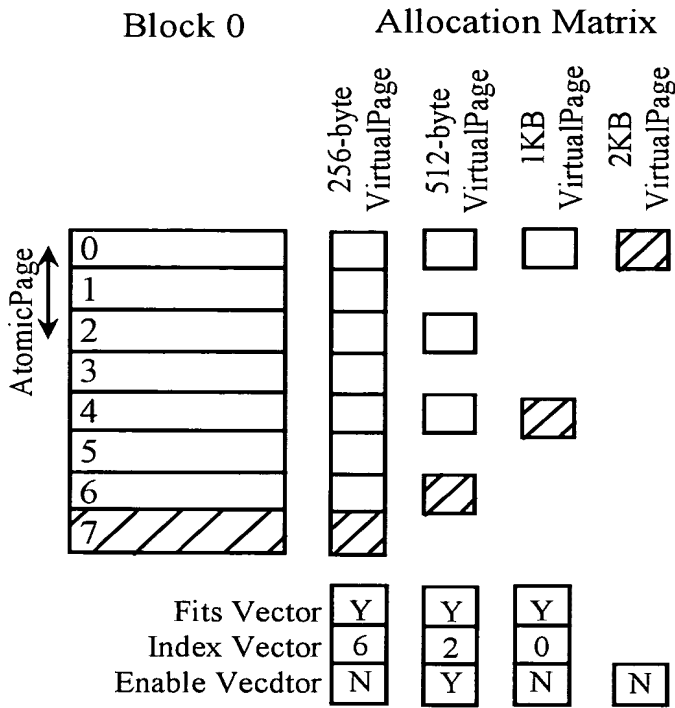 Block 0
Allocation Matrix
256-byte
VirtualPage
512-byte
VirtualPage
1KB
VirtualPage
2KB
VirtualPage
AtomicPage
0
1
2
3
4
5
6
7
Fits Vector Y Y Y
Index Vector 6 2 0
Enable Vecdtor N Y N N